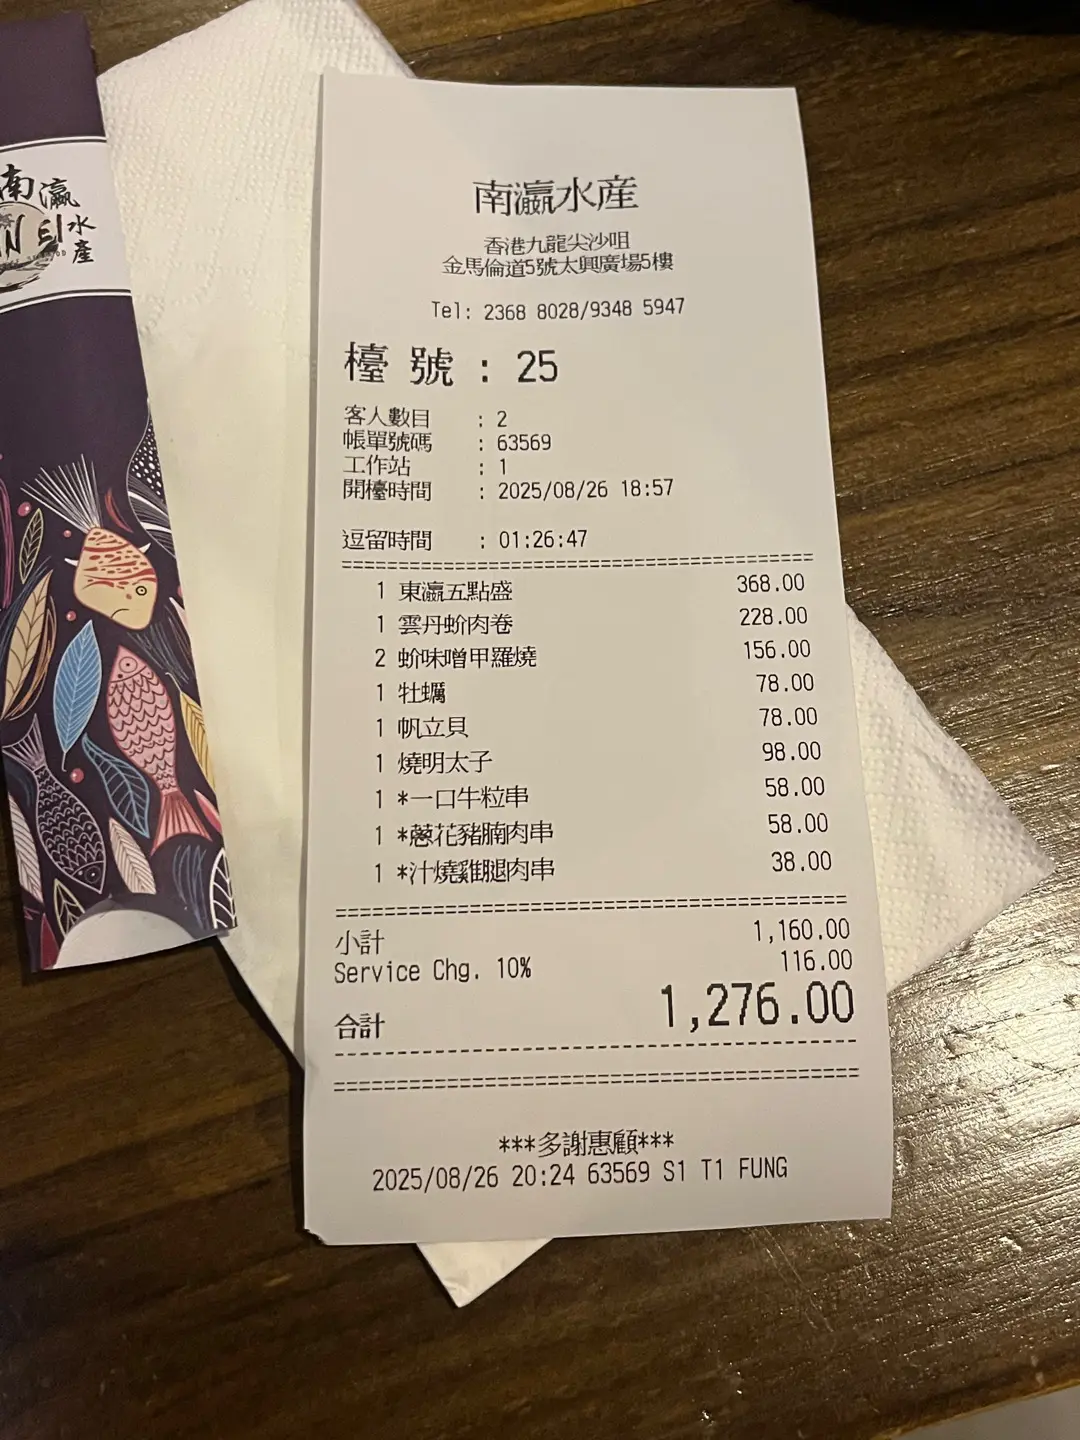 南瀛
水
產
南瀛水産
香港九龍尖沙咀
金馬倫道5號太興廣場5樓
Tel: 2368 8028/9348 5947
檯 號 : 25
客人數目 : 2
帳單號碼 : 63569
工作站 : 1
開檯時間 : 2025/08/26 18:57
逗留時間 : 01:26:47
1 東瀛五點盛 368.00
1 雲丹蚧肉卷 228.00
2 蚧味噌甲羅燒 156.00
1 牡蠣 78.00
1 帆立貝 78.00
1 燒明太子 98.00
1 *一口牛粒串 58.00
1 *蔥花豬腩肉串 58.00
1 *汁燒雞腿肉串 38.00
小計 1,160.00
Service Chg. 10% 116.00
合計 1,276.00
***多謝惠顧***
2025/08/26 20:24 63569 S1 T1 FUNG